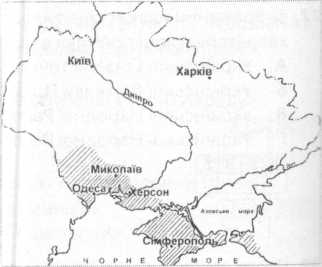 Київ
Харків
Дніпро
Миколаїв
Одеса
Херсон
Азовське море
Сімферополь
ЧОРНЕ МОРЕ